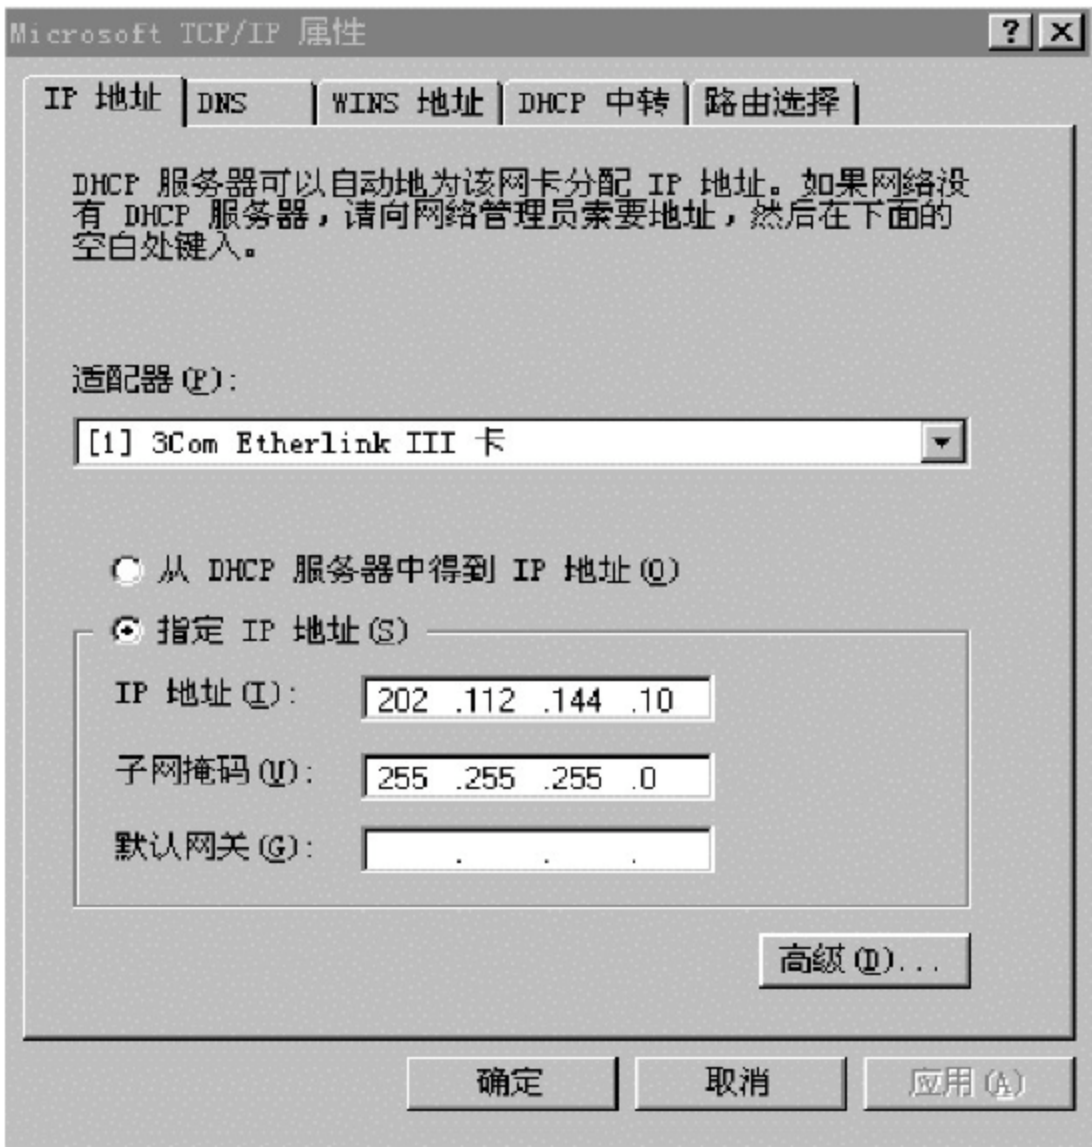 Microsoft TCP/IP 属性
IP 地址 DNS WINS 地址 DHCP 中转 路由选择
DHCP 服务器可以自动地为该网卡分配 IP 地址。如果网络没
有 DHCP 服务器,请向网络管理员索要地址,然后在下面的
空白处键入。
适配器(P):
[1] 3Com Etherlink III 卡
从 DHCP 服务器中得到 IP 地址(O)
指定 IP 地址(S)
IP 地址(I): 202 .112 .144 .10
子网掩码(U): 255 .255 .255 .0
默认网关(G): . . .
高级(D)...
确定 取消 应用(A)